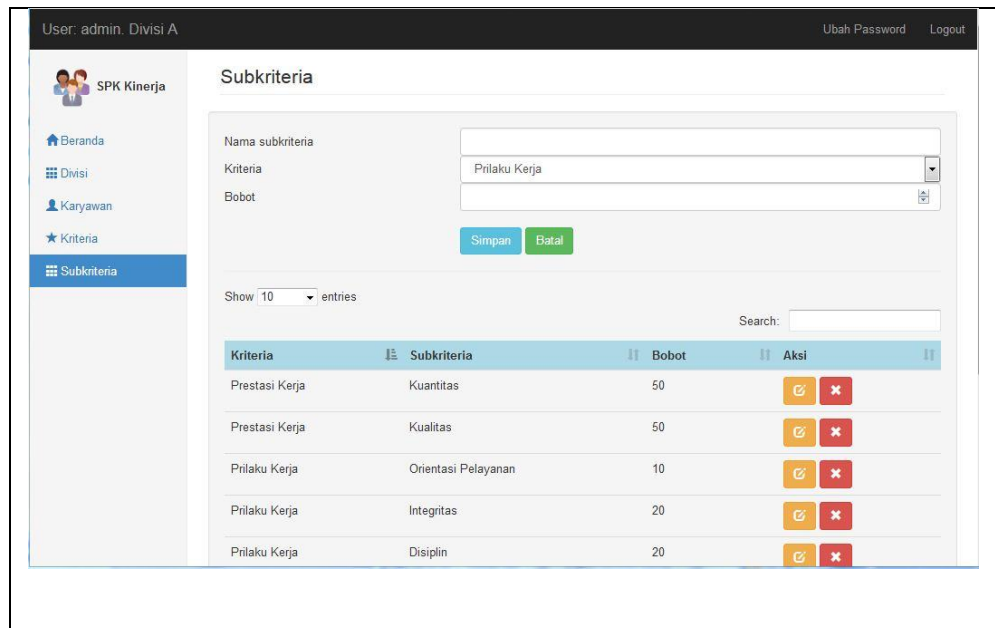 User: admin. Divisi A Ubah Password Logout
SPK Kinerja
Beranda
Divisi
Karyawan
Kriteria
Subkriteria
Subkriteria
Nama subkriteria
Kriteria Prilaku Kerja
Bobot
Simpan Batal
Show 10 entries
Search:
Kriteria Subkriteria Bobot Aksi
Prestasi Kerja Kuantitas 50
Prestasi Kerja Kualitas 50
Prilaku Kerja Orientasi Pelayanan 10
Prilaku Kerja Integritas 20
Prilaku Kerja Disiplin 20